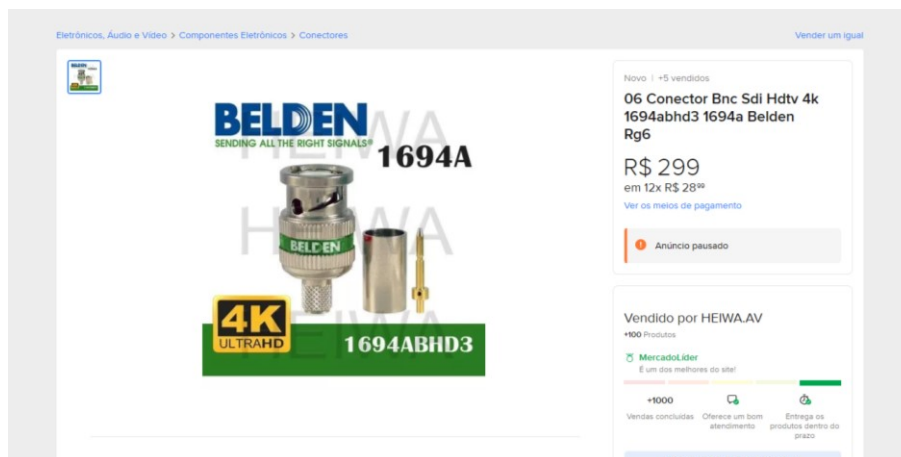 Eletrônicos, Áudio e Vídeo > Componentes Eletrônicos > Conectores
Vender um igual
BELDEN
SENDING ALL THE RIGHT SIGNALS®
1694A
HEIWA
HEIWA
BELDEN
HEIWA
4K
ULTRAHD
1694ABHD3
Novo | +5 vendidos
06 Conector Bnc Sdi Hdtv 4k
1694abhd3 1694a Belden
Rg6
R$ 299
em 12x R$ 28⁹⁹
Ver os meios de pagamento
Anúncio pausado
Vendido por HEIWA.AV
+100 Produtos
MercadoLíder
É um dos melhores do site!
+1000
Vendas concluídas
Oferece um bom
atendimento
Entrega os
produtos dentro do
prazo